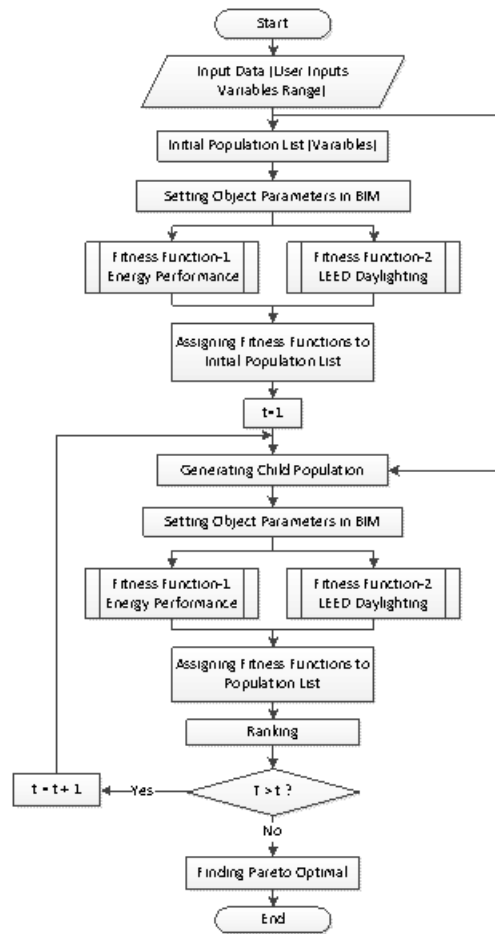 Start
Input Data (User Inputs
Variables Range)
Initial Population List (Varaibles)
Setting Object Parameters in BIM
Fitness Function-1
Energy Performance
Fitness Function-2
LEED Daylighting
Assigning Fitness Functions to
Initial Population List
t=1
Generating Child Population
Setting Object Parameters in BIM
Fitness Function-1
Energy Performance
Fitness Function-2
LEED Daylighting
Assigning Fitness Functions to
Population List
Ranking
t = t + 1
Yes
T > t ?
No
Finding Pareto Optimal
End